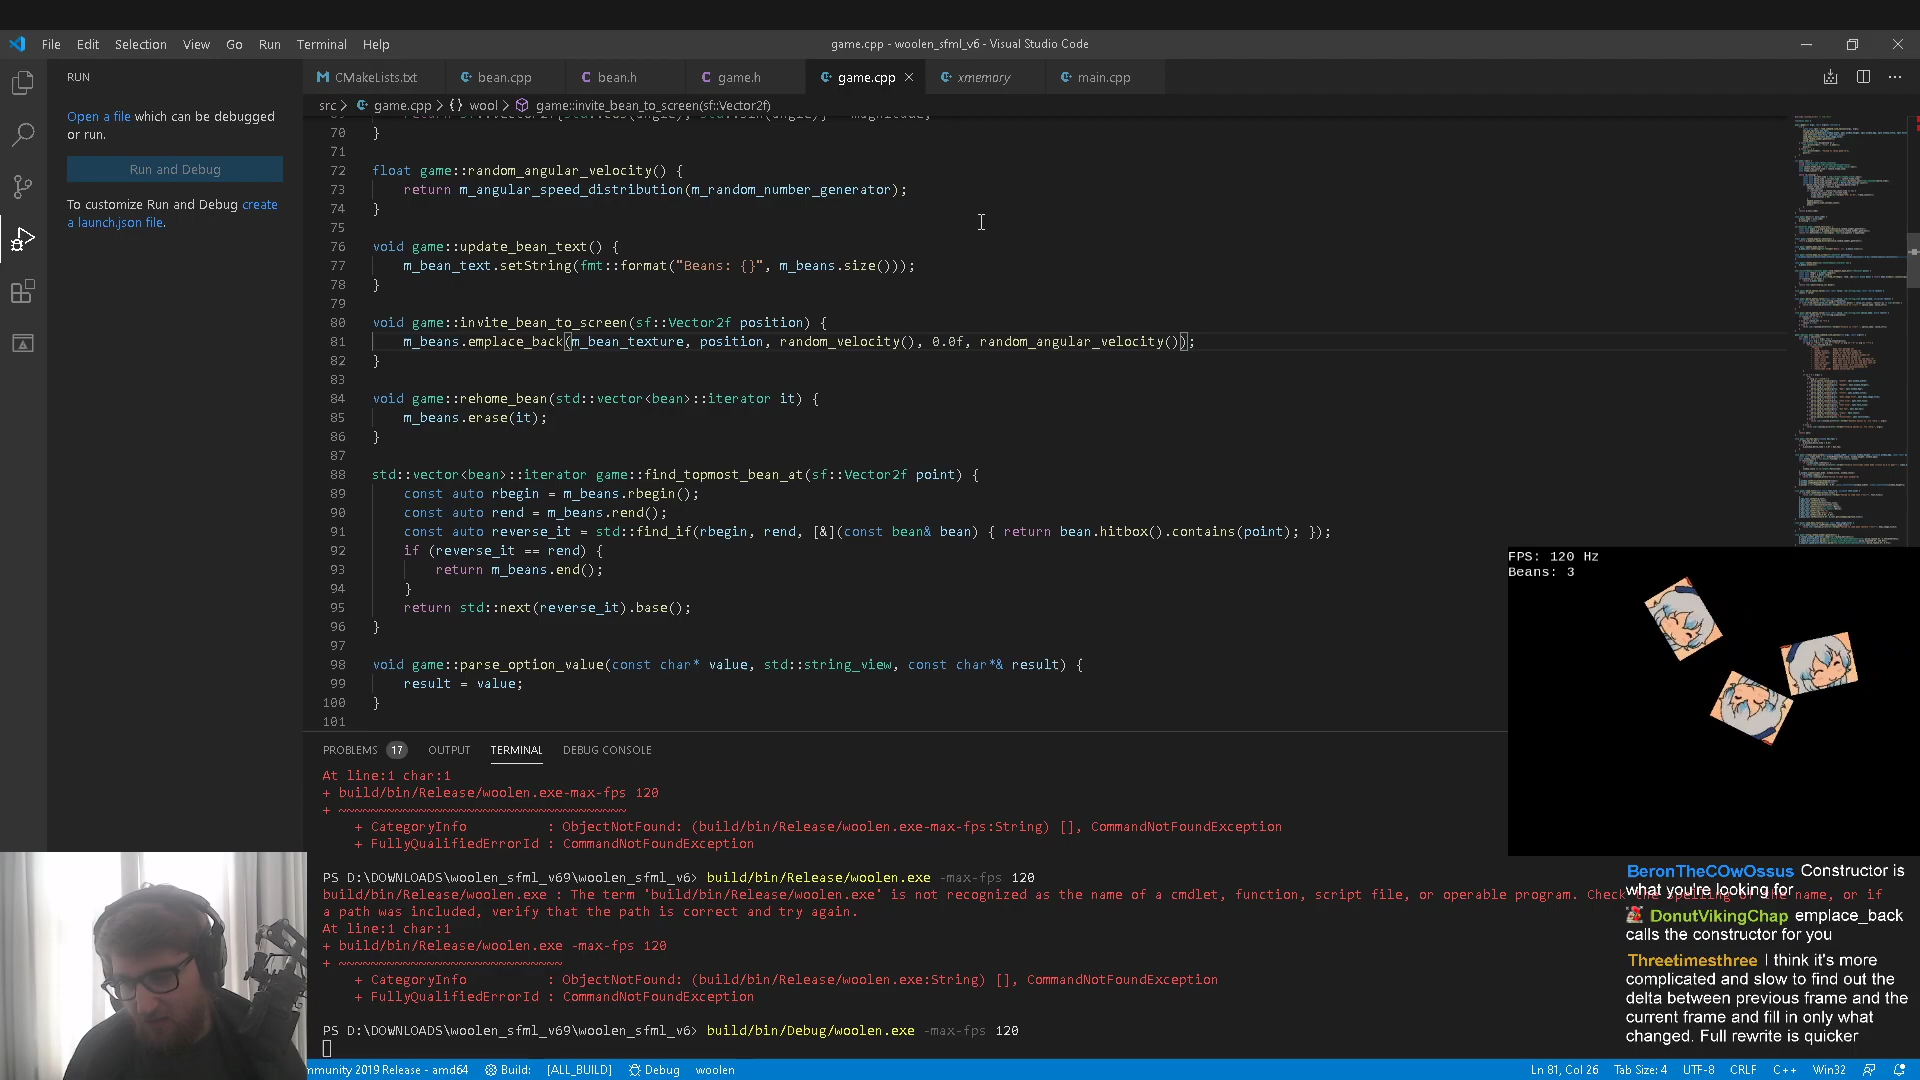 File Edit Selection View Go Run Terminal Help
game.cpp - woolen_sfml_v6 - Visual Studio Code
RUN
CMakeLists.txt bean.cpp bean.h game.h game.cpp xmemory main.cpp
Open a file which can be debugged
or run.
Run and Debug
To customize Run and Debug create
a launch.json file.
src > game.cpp > {} wool > game::invite_bean_to_screen(sf::Vector2f)
70 }
71
72 float game::random_angular_velocity() {
73 return m_angular_speed_distribution(m_random_number_generator);
74 }
75
76 void game::update_bean_text() {
77 m_bean_text.setString(fmt::format("Beans: {}", m_beans.size()));
78 }
79
80 void game::invite_bean_to_screen(sf::Vector2f position) {
81 m_beans.emplace_back(m_bean_texture, position, random_velocity(), 0.0f, random_angular_velocity());
82 }
83
84 void game::rehome_bean(std::vector<bean>::iterator it) {
85 m_beans.erase(it);
86 }
87
88 std::vector<bean>::iterator game::find_topmost_bean_at(sf::Vector2f point) {
89 const auto rbegin = m_beans.rbegin();
90 const auto rend = m_beans.rend();
91 const auto reverse_it = std::find_if(rbegin, rend, [&](const bean& bean) { return bean.hitbox().contains(point); });
92 if (reverse_it == rend) {
93 return m_beans.end();
94 }
95 return std::next(reverse_it).base();
96 }
97
98 void game::parse_option_value(const char* value, std::string_view, const char*& result) {
99 result = value;
100 }
101
FPS: 120 Hz
Beans: 3
PROBLEMS 17 OUTPUT TERMINAL DEBUG CONSOLE
At line:1 char:1
+ build/bin/Release/woolen.exe-max-fps 120
+ ~~~~~~~~~~~~~~~~~~~~~~~~~~~~~~~~~~~~
+ CategoryInfo : ObjectNotFound: (build/bin/Release/woolen.exe-max-fps:String) [], CommandNotFoundException
+ FullyQualifiedErrorId : CommandNotFoundException
PS D:\DOWNLOADS\woolen_sfml_v69\woolen_sfml_v6> build/bin/Release/woolen.exe -max-fps 120
build/bin/Release/woolen.exe : The term 'build/bin/Release/woolen.exe' is not recognized as the name of a cmdlet, function, script file, or operable program. Check the spelling of the name, or if
a path was included, verify that the path is correct and try again.
At line:1 char:1
+ build/bin/Release/woolen.exe -max-fps 120
+ ~~~~~~~~~~~~~~~~~~~~~~~~~~~~
+ CategoryInfo : ObjectNotFound: (build/bin/Release/woolen.exe:String) [], CommandNotFoundException
+ FullyQualifiedErrorId : CommandNotFoundException
PS D:\DOWNLOADS\woolen_sfml_v69\woolen_sfml_v6> build/bin/Debug/woolen.exe -max-fps 120
BeronTheCOwOssus Constructor is
what you're looking for
DonutVikingChap emplace_back
calls the constructor for you
Threetimesthree I think it's more
complicated and slow to find out the
delta between previous frame and the
current frame and fill in only what
changed. Full rewrite is quicker
mmunity 2019 Release - amd64 Build: [ALL_BUILD] Debug woolen
Ln 81, Col 26 Tab Size: 4 UTF-8 CRLF C++ Win32